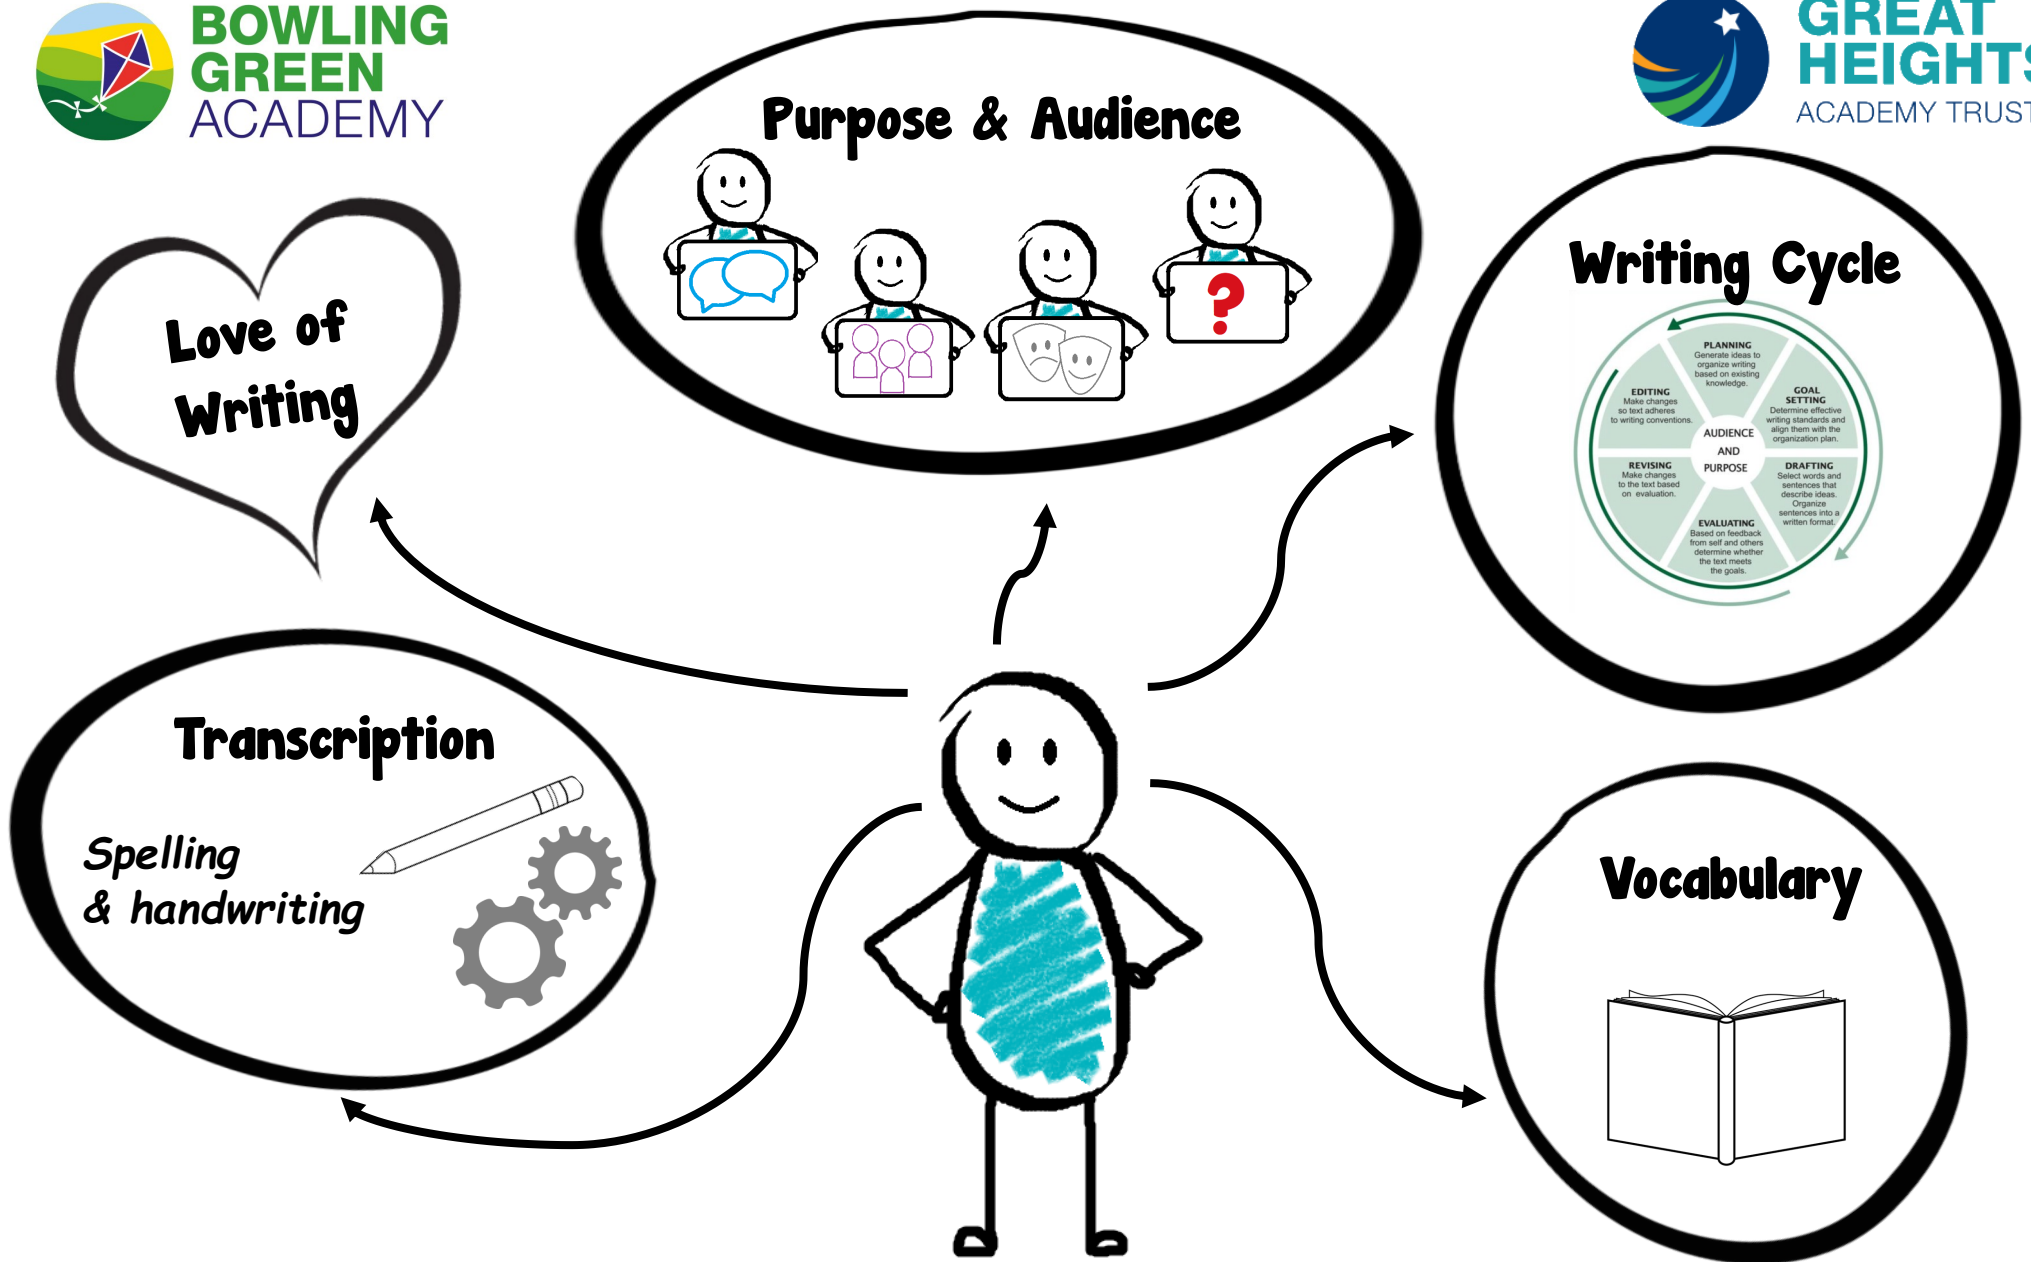 BOWLING
GREEN
ACADEMY
GREAT
HEIGHTS
ACADEMY TRUST
Purpose & Audience
?
Love of
Writing
Writing Cycle
PLANNING
Generate ideas to
organize writing
based on existing
knowledge.
GOAL
SETTING
Determine effective
writing standards and
align them with the
organization plan.
DRAFTING
Select words and
sentences that
describe ideas.
Organize
sentences into a
written format.
EVALUATING
Based on feedback
from self and others
determine whether
the text meets
the goals.
REVISING
Make changes
to the text based
on evaluation.
EDITING
Make changes
so text adheres
to writing conventions.
AUDIENCE
AND
PURPOSE
Transcription
Spelling
& handwriting
Vocabulary